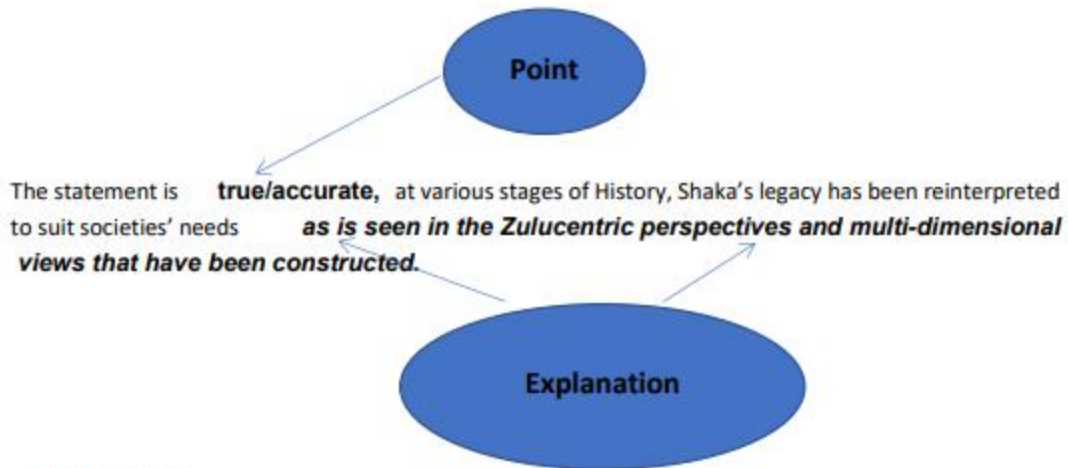 Point
The statement is true/accurate, at various stages of History, Shaka's legacy has been reinterpreted
to suit societies' needs as is seen in the Zulucentric perspectives and multi-dimensional
views that have been constructed.
Explanation